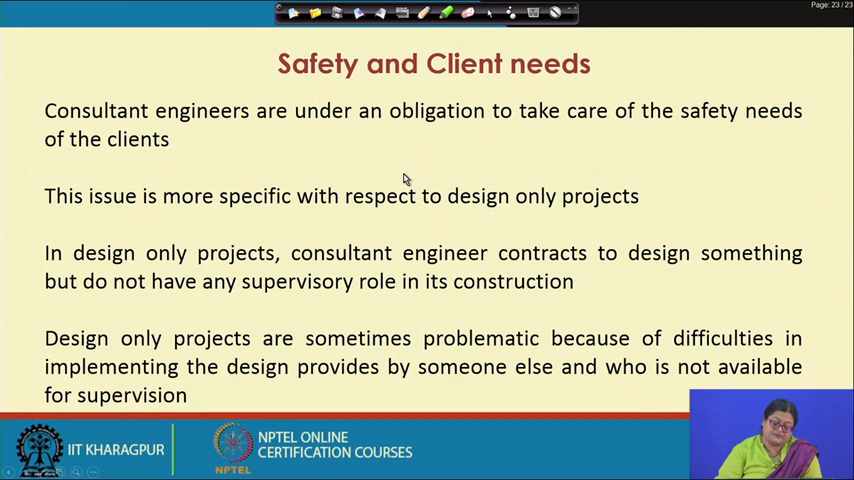 Page: 23 / 23
Safety and Client needs
Consultant engineers are under an obligation to take care of the safety needs
of the clients
This issue is more specific with respect to design only projects
In design only projects, consultant engineer contracts to design something
but do not have any supervisory role in its construction
Design only projects are sometimes problematic because of difficulties in
implementing the design provides by someone else and who is not available
for supervision
IIT KHARAGPUR
NPTEL
NPTEL ONLINE
CERTIFICATION COURSES